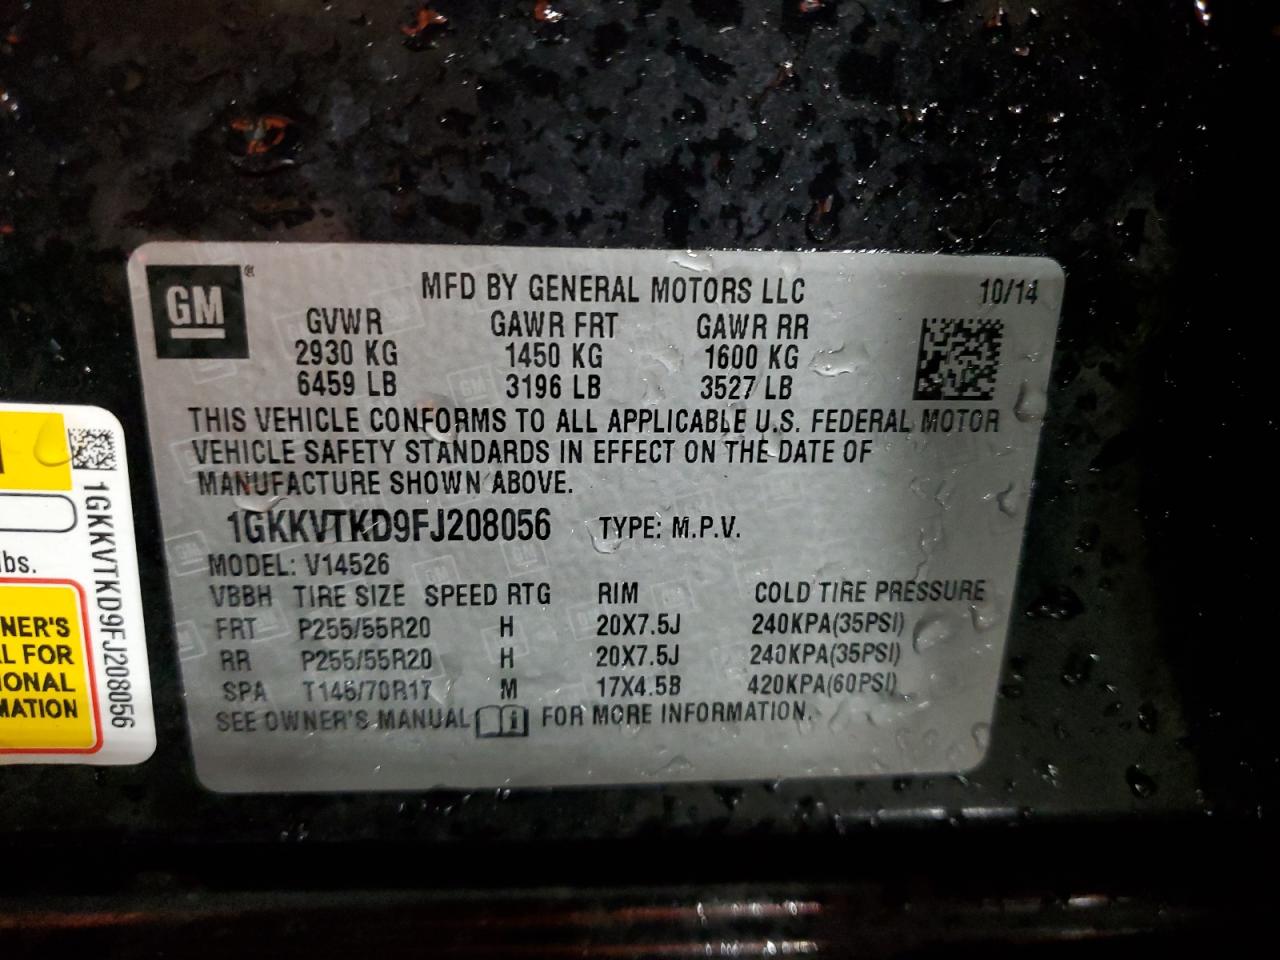 GM®
MFD BY GENERAL MOTORS LLC 10/14
GVWR GAWR FRT GAWR RR
2930 KG 1450 KG 1600 KG
6459 LB 3196 LB 3527 LB
THIS VEHICLE CONFORMS TO ALL APPLICABLE U.S. FEDERAL MOTOR
VEHICLE SAFETY STANDARDS IN EFFECT ON THE DATE OF
MANUFACTURE SHOWN ABOVE.
1GKKVTKD9FJ208056 TYPE: M.P.V.
MODEL: V14526
VBBH TIRE SIZE SPEED RTG RIM COLD TIRE PRESSURE
FRT P255/55R20 H 20X7.5J 240KPA(35PSI)
RR P255/55R20 H 20X7.5J 240KPA(35PSI)
SPA T145/70R17 M 17X4.5B 420KPA(60PSI)
SEE OWNER'S MANUAL FOR MORE INFORMATION.
1GKKVTKD9FJ208056
lbs.
NER'S
L FOR
IONAL
MATION